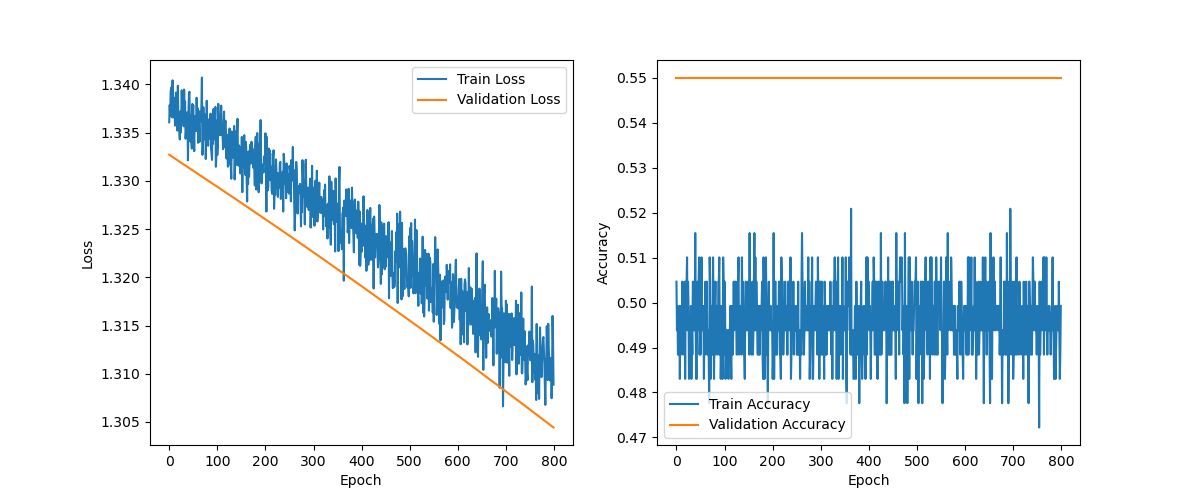 1.340
1.335
1.330
1.325
1.320
1.315
1.310
1.305
Loss
0 100 200 300 400 500 600 700 800
Epoch
Train Loss
Validation Loss
0.55
0.54
0.53
0.52
0.51
0.50
0.49
0.48
0.47
Accuracy
0 100 200 300 400 500 600 700 800
Epoch
Train Accuracy
Validation Accuracy